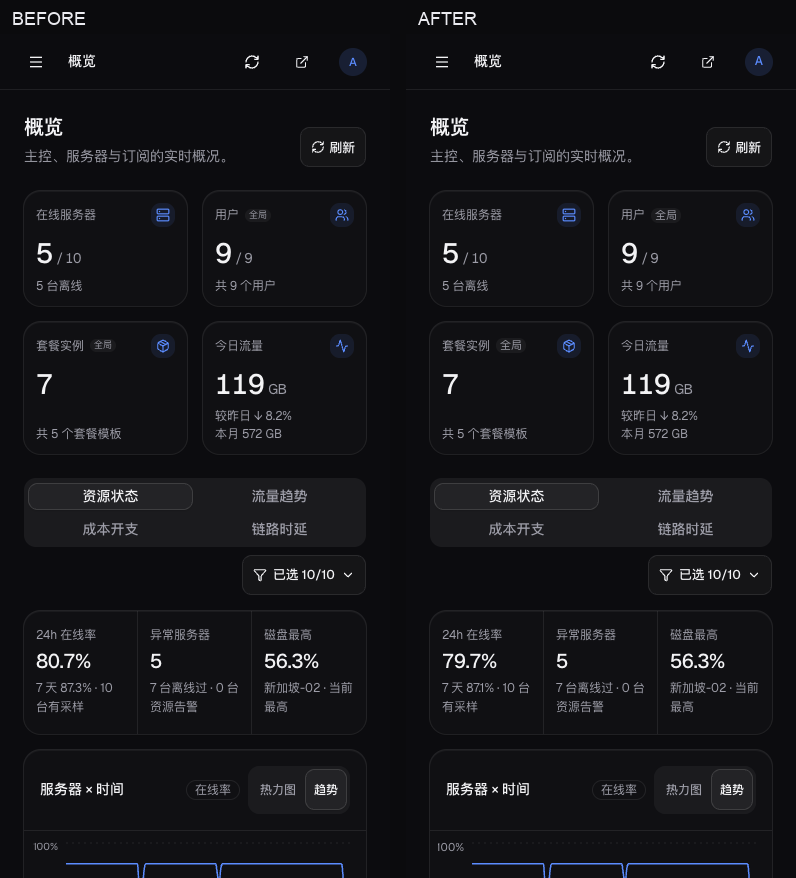 BEFORE
概览
A
概览
主控、服务器与订阅的实时概况。
刷新
在线服务器
5 / 10
5 台离线
用户 全局
9 / 9
共 9 个用户
套餐实例 全局
7
共 5 个套餐模板
今日流量
119 GB
较昨日 ↓ 8.2%
本月 572 GB
资源状态
流量趋势
成本开支
链路时延
已选 10/10
24h 在线率
80.7%
7 天 87.3% · 10
台有采样
异常服务器
5
7 台离线过 · 0 台
资源告警
磁盘最高
56.3%
新加坡-02 · 当前
最高
服务器 × 时间
在线率
热力图
趋势
100%
AFTER
概览
A
概览
主控、服务器与订阅的实时概况。
刷新
在线服务器
5 / 10
5 台离线
用户 全局
9 / 9
共 9 个用户
套餐实例 全局
7
共 5 个套餐模板
今日流量
119 GB
较昨日 ↓ 8.2%
本月 572 GB
资源状态
流量趋势
成本开支
链路时延
已选 10/10
24h 在线率
79.7%
7 天 87.1% · 10 台
有采样
异常服务器
5
7 台离线过 · 0 台
资源告警
磁盘最高
56.3%
新加坡-02 · 当前
最高
服务器 × 时间
在线率
热力图
趋势
100%